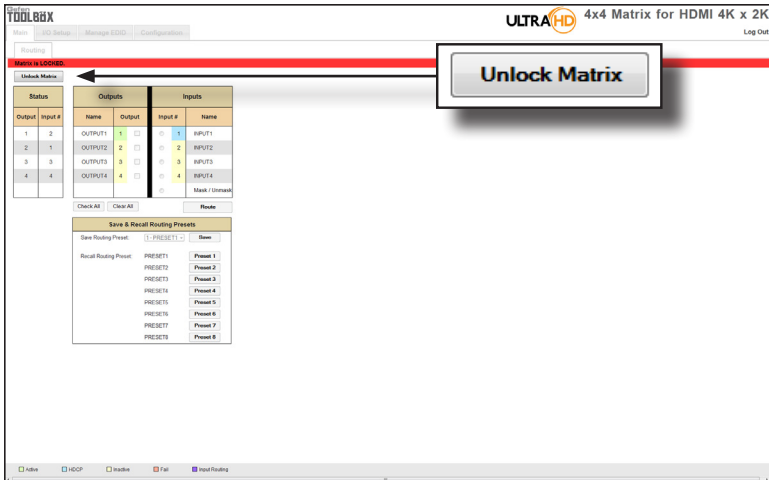 Gefen
TOOLBOX
ULTRA HD 4x4 Matrix for HDMI 4K x 2K
Main I/O Setup Manage EDID Configuration
Log Out
Routing
Matrix is LOCKED.
Unlock Matrix
Unlock Matrix
Status
Output Input #
1 2
2 1
3 3
4 4
Outputs Inputs
Name Output Input # Name
OUTPUT1 1 1 INPUT1
OUTPUT2 2 2 INPUT2
OUTPUT3 3 3 INPUT3
OUTPUT4 4 4 INPUT4
Mask / Unmask
Check All Clear All Route
Save & Recall Routing Presets
Save Routing Preset: 1 - PRESET1 Save
Recall Routing Preset: PRESET1 Preset 1
PRESET2 Preset 2
PRESET3 Preset 3
PRESET4 Preset 4
PRESET5 Preset 5
PRESET6 Preset 6
PRESET7 Preset 7
PRESET8 Preset 8
Active HDCP Inactive Fail Input Routing